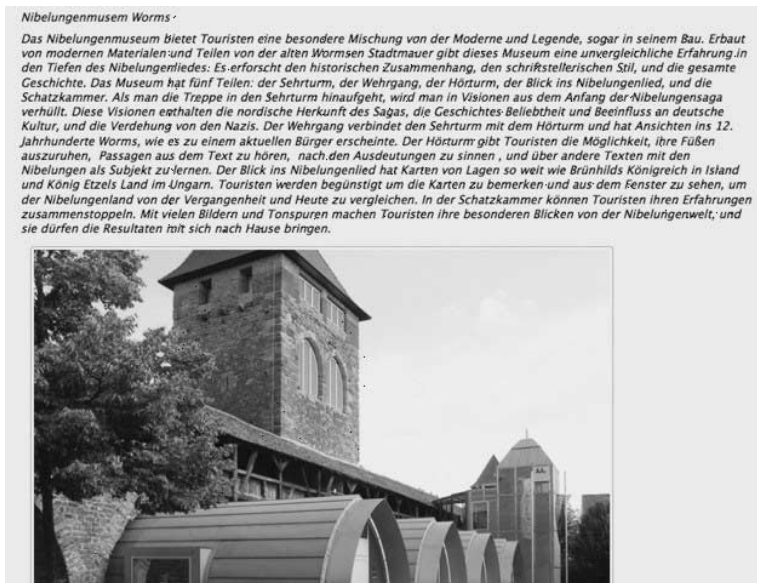 Nibelungenmusem Worms
Das Nibelungenmuseum bietet Touristen eine besondere Mischung von der Moderne und Legende, sogar in seinem Bau. Erbaut
von modernen Materialen und Teilen von der alten Wormsen Stadtmauer gibt dieses Museum eine unvergleichliche Erfahrung in
den Tiefen des Nibelungenliedes: Es erforscht den historischen Zusammenhang, den schriftstellerischen Stil, und die gesamte
Geschichte. Das Museum hat fünf Teilen: der Sehrturm, der Wehrgang, der Hörturm, der Blick ins Nibelungenlied, und die
Schatzkammer. Als man die Treppe in den Sehrturm hinaufgeht, wird man in Visionen aus dem Anfang der Nibelungensaga
verhüllt. Diese Visionen enthalten die nordische Herkunft des Sagas, die Geschichtes Beliebtheit und Beeinfluss an deutsche
Kultur, und die Verdehung von den Nazis. Der Wehrgang verbindet den Sehrturm mit dem Hörturm und hat Ansichten ins 12.
Jahrhunderte Worms, wie es zu einem aktuellen Bürger erscheinte. Der Hörturm gibt Touristen die Möglichkeit, ihre Füßen
auszuruhen, Passagen aus dem Text zu hören, nach den Ausdeutungen zu sinnen , und über andere Texten mit den
Nibelungen als Subjekt zu lernen. Der Blick ins Nibelungenlied hat Karten von Lagen so weit wie Brünhilds Königreich in Island
und König Etzels Land im Ungarn. Touristen werden begünstigt um die Karten zu bemerken und aus dem Fenster zu sehen, um
der Nibelungenland von der Vergangenheit und Heute zu vergleichen. In der Schatzkammer können Touristen ihren Erfahrungen
zusammenstoppeln. Mit vielen Bildern und Tonspuren machen Touristen ihre besonderen Blicken von der Nibelungenwelt, und
sie dürfen die Resultaten mit sich nach Hause bringen.